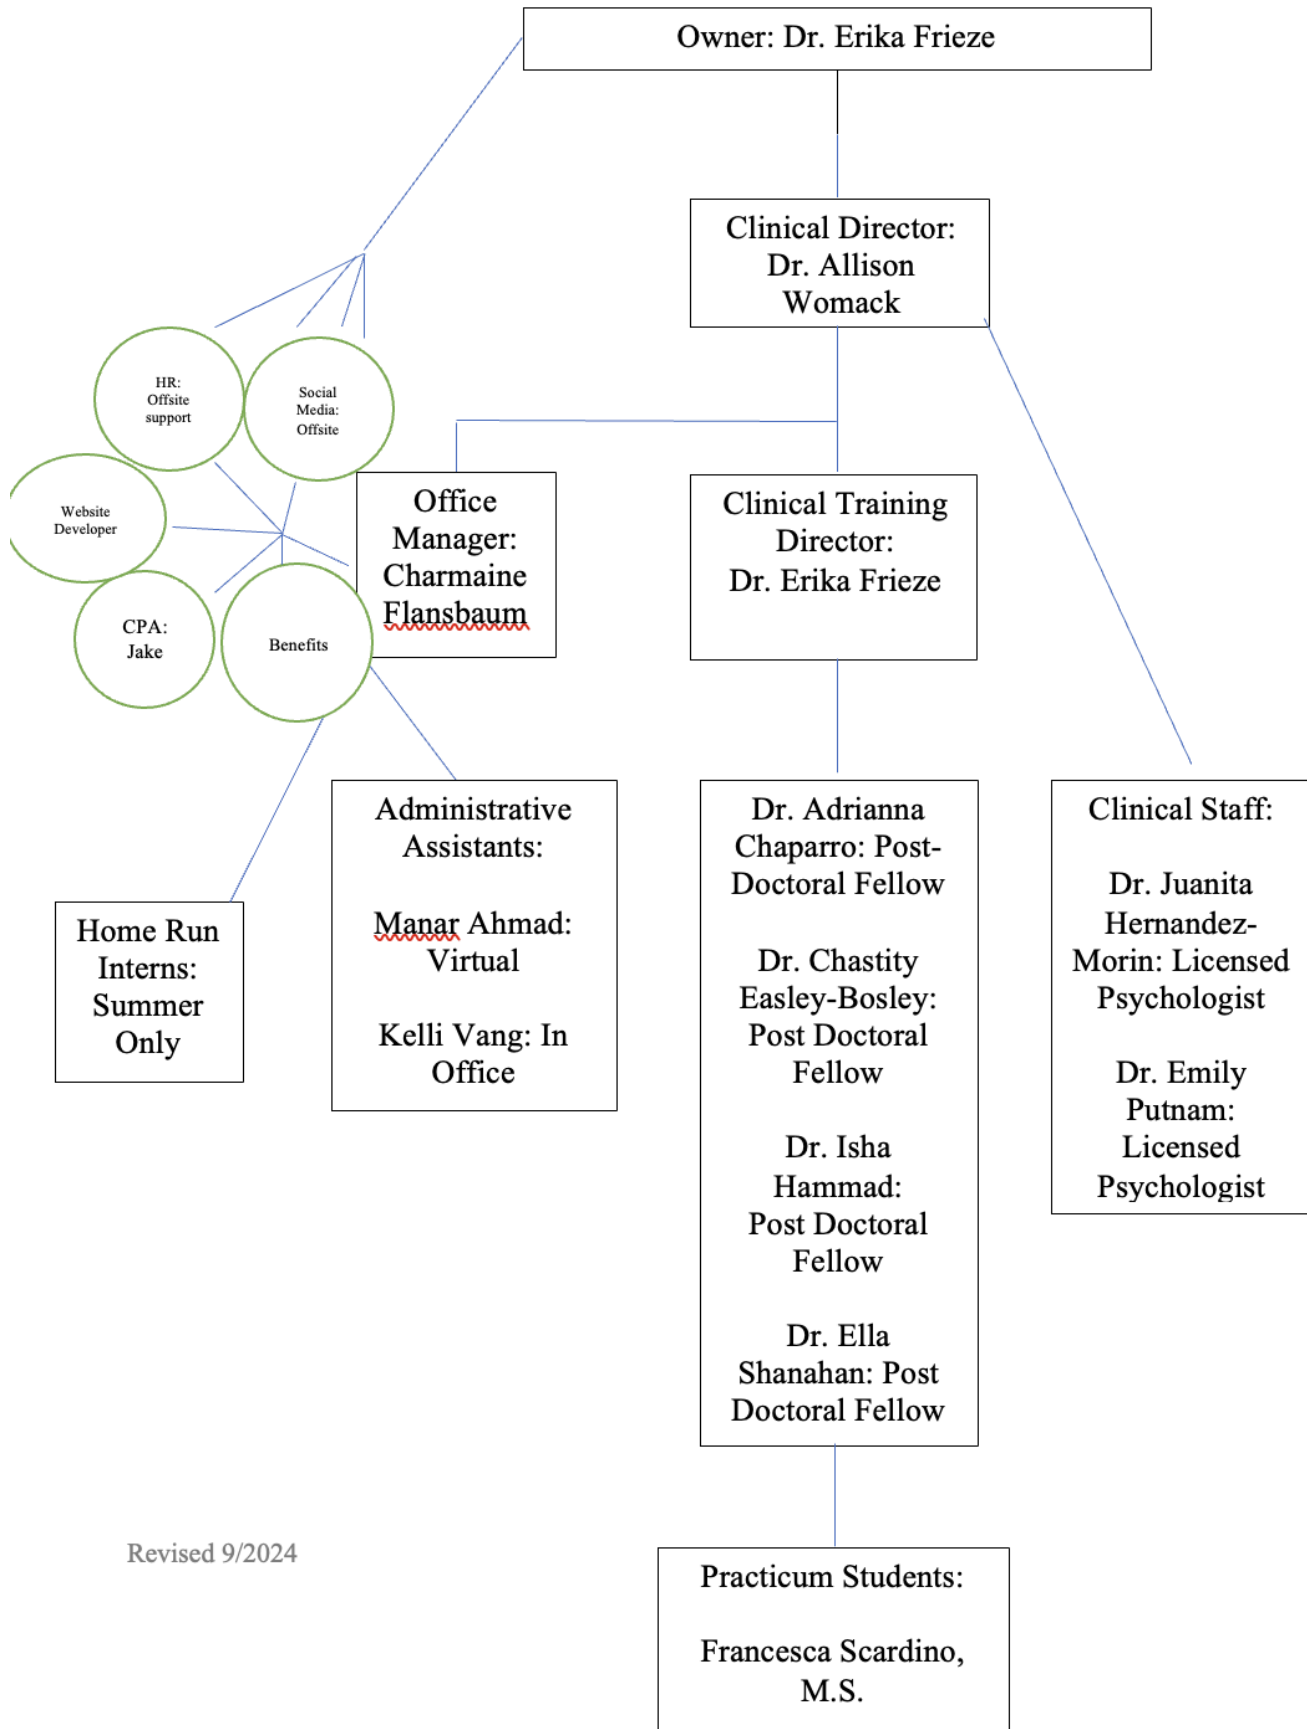 Owner: Dr. Erika Frieze
Clinical Director:
Dr. Allison
Womack
HR:
Offsite
support
Social
Media:
Offsite
Website
Developer
CPA:
Jake
Benefits
Office
Manager:
Charmaine
Flansbaum
Clinical Training
Director:
Dr. Erika Frieze
Home Run
Interns:
Summer
Only
Administrative
Assistants:
Manar Ahmad:
Virtual
Kelli Vang: In
Office
Dr. Adrianna
Chaparro: Post-
Doctoral Fellow
Dr. Chastity
Easley-Bosley:
Post Doctoral
Fellow
Dr. Isha
Hammad:
Post Doctoral
Fellow
Dr. Ella
Shanahan: Post
Doctoral Fellow
Clinical Staff:
Dr. Juanita
Hernandez-
Morin: Licensed
Psychologist
Dr. Emily
Putnam:
Licensed
Psychologist
Practicum Students:
Francesca Scardino,
M.S.
Revised 9/2024